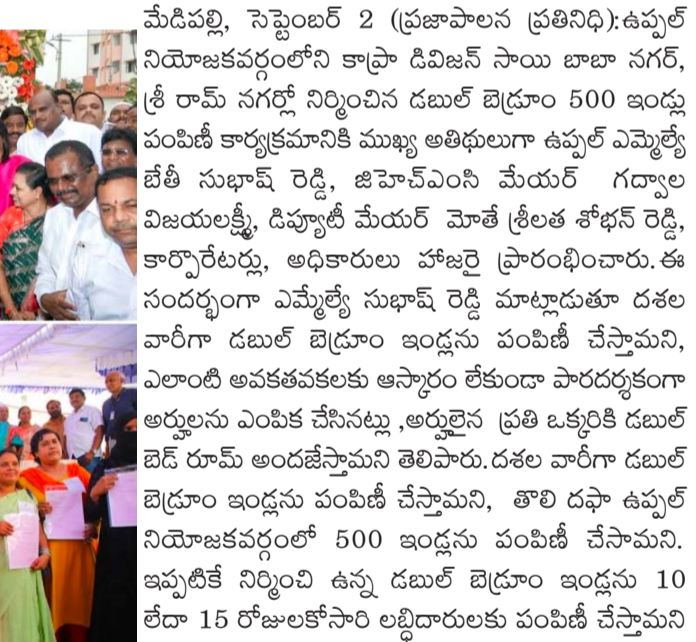 మేడిపల్లి, సెప్టెంబర్ 2 (ప్రజాపాలన ప్రతినిధి):ఉప్పల్
నియోజకవర్గంలోని కాప్రా డివిజన్ సాయి బాబా నగర్,
శ్రీ రామ్ నగర్లో నిర్మించిన డబుల్ బెడ్రూం 500 ఇండ్లు
పంపిణీ కార్యక్రమానికి ముఖ్య అతిథులుగా ఉప్పల్ ఎమ్మెల్యే
బేతీ సుభాష్ రెడ్డి, జిహెచ్ఎంసి మేయర్ గద్వాల
విజయలక్ష్మీ, డిప్యూటీ మేయర్ మోతే శ్రీలత శోభన్ రెడ్డి,
కార్పొరేటర్లు, అధికారులు హాజరై ప్రారంభించారు.ఈ
సందర్భంగా ఎమ్మేల్యే సుభాష్ రెడ్డి మాట్లాడుతూ దశల
వారీగా డబుల్ బెడ్రూం ఇండ్లను పంపిణీ చేస్తామని,
ఎలాంటి అవకతవకలకు ఆస్కారం లేకుండా పారదర్శకంగా
అర్హులను ఎంపిక చేసినట్లు ,అర్హులైన ప్రతి ఒక్కరికి డబుల్
బెడ్ రూమ్ అందజేస్తామని తెలిపారు.దశల వారీగా డబుల్
బెడ్రూం ఇండ్లను పంపిణీ చేస్తామని, తొలి దఫా ఉప్పల్
నియోజకవర్గంలో 500 ఇండ్లను పంపిణీ చేసామని.
ఇప్పటికే నిర్మించి ఉన్న డబుల్ బెడ్రూం ఇండ్లను 10
లేదా 15 రోజులకోసారి లబ్ధిదారులకు పంపిణీ చేస్తామని